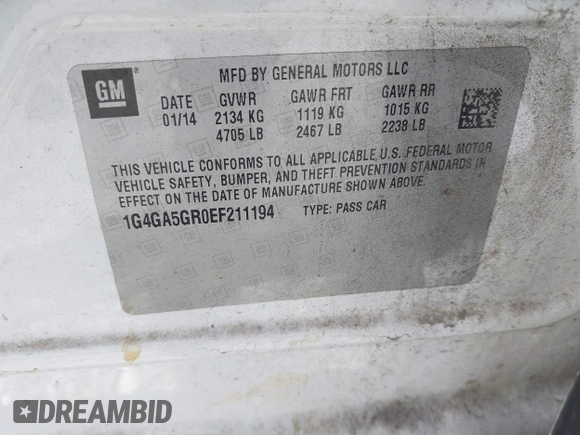 GM
MFD BY GENERAL MOTORS LLC
DATE GVWR GAWR FRT GAWR RR
01/14 2134 KG 1119 KG 1015 KG
4705 LB 2467 LB 2238 LB
THIS VEHICLE CONFORMS TO ALL APPLICABLE U.S. FEDERAL MOTOR
VEHICLE SAFETY, BUMPER, AND THEFT PREVENTION STANDARDS IN
EFFECT ON THE DATE OF MANUFACTURE SHOWN ABOVE.
1G4GA5GR0EF211194 TYPE: PASS CAR
DREAMBID